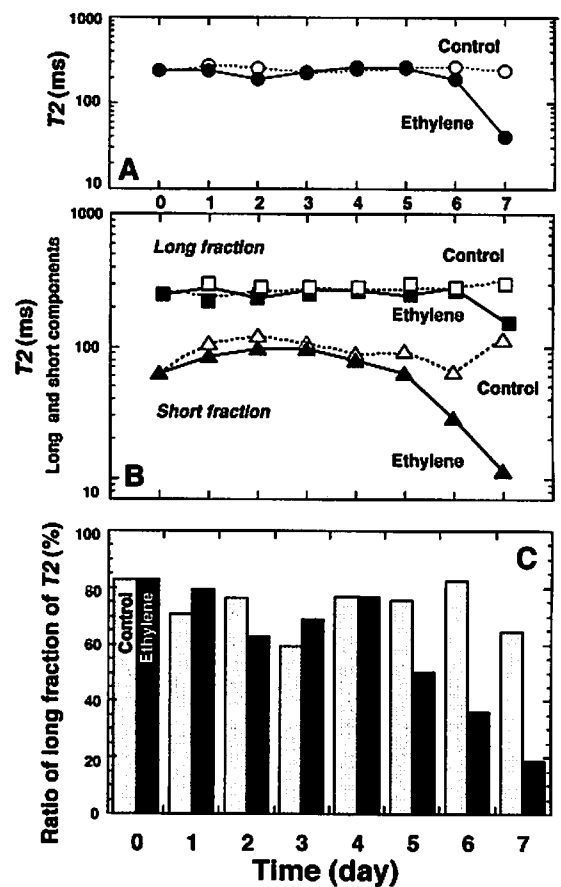 1000
Control
T2 (ms)
100
Ethylene
A
10
0 1 2 3 4 5 6 7
1000
Long fraction
Control
T2 (ms)
Long and short components
Ethylene
100
Control
Short fraction
Ethylene
B
10
100
C
80
Ratio of long fraction of T2 (%)
Control
Ethylene
60
40
20
0
0 1 2 3 4 5 6 7
Time (day)